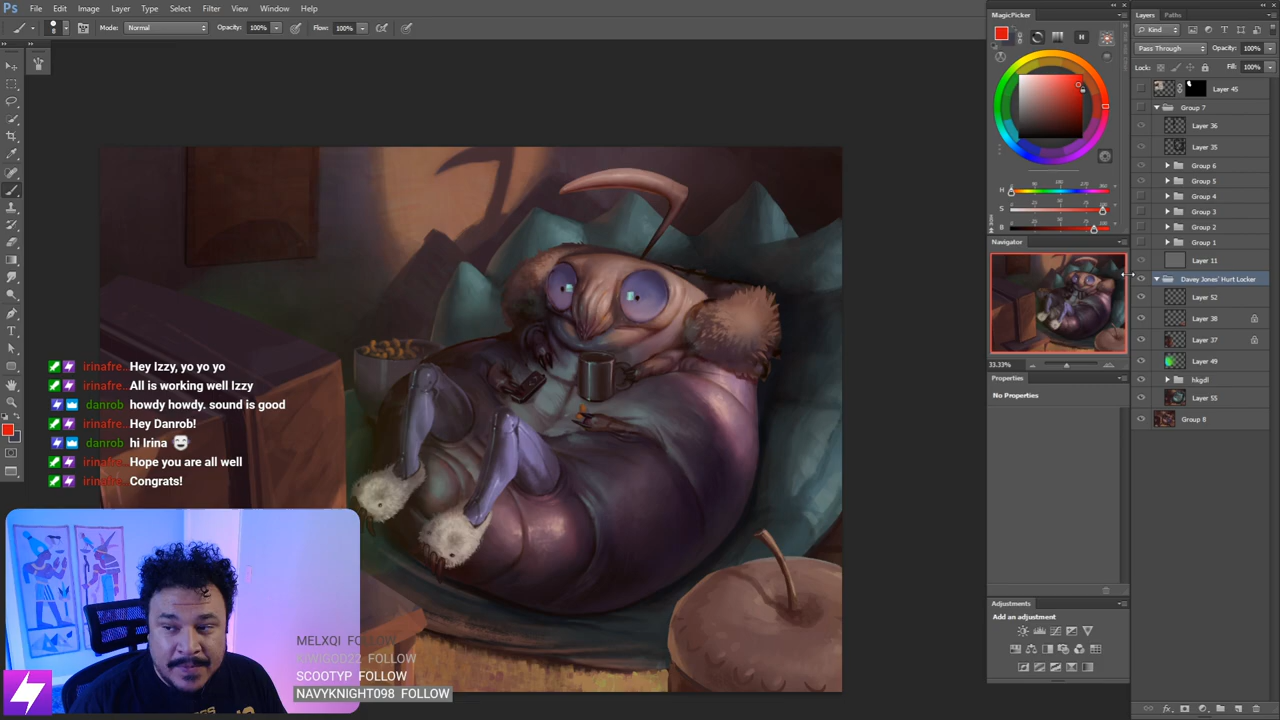 Ps File Edit Image Layer Type Select Filter View Window Help
Mode: Normal Opacity: 100% Flow: 100%
MagicPicker
H
H
S
B
Navigator
33.33%
Properties
No Properties
Adjustments
Add an adjustment
Layers Paths
Kind
Pass Through Opacity: 100%
Lock: Fill: 100%
Layer 45
Group 7
Layer 36
Layer 35
Group 6
Group 5
Group 4
Group 3
Group 2
Group 1
Layer 11
Davey Jones' Hurt Locker
Layer 52
Layer 38
Layer 37
Layer 49
hkgdl
Layer 55
Group 8
fx
irinafre.. Hey Izzy, yo yo yo
irinafre.. All is working well Izzy
danrob howdy howdy. sound is good
irinafre.. Hey Danrob!
danrob hi Irina
irinafre.. Hope you are all well
irinafre.. Congrats!
MELXQI FOLLOW
FOLLOW
SCOOTYP FOLLOW
NAVYKNIGHT098 FOLLOW